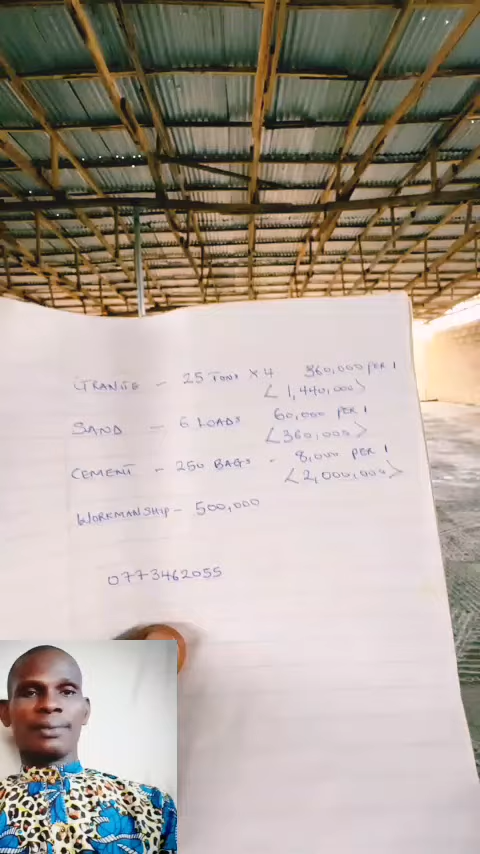 GRANITE - 25 TONS X 4 360,000 PER 1
< 1,440,000 >
SAND - 6 LOADS 60,000 PER 1
< 360,000 >
CEMENT - 250 BAGS - 8,000 PER 1
< 2,000,000 >
WORKMANSHIP - 500,000
0773462055